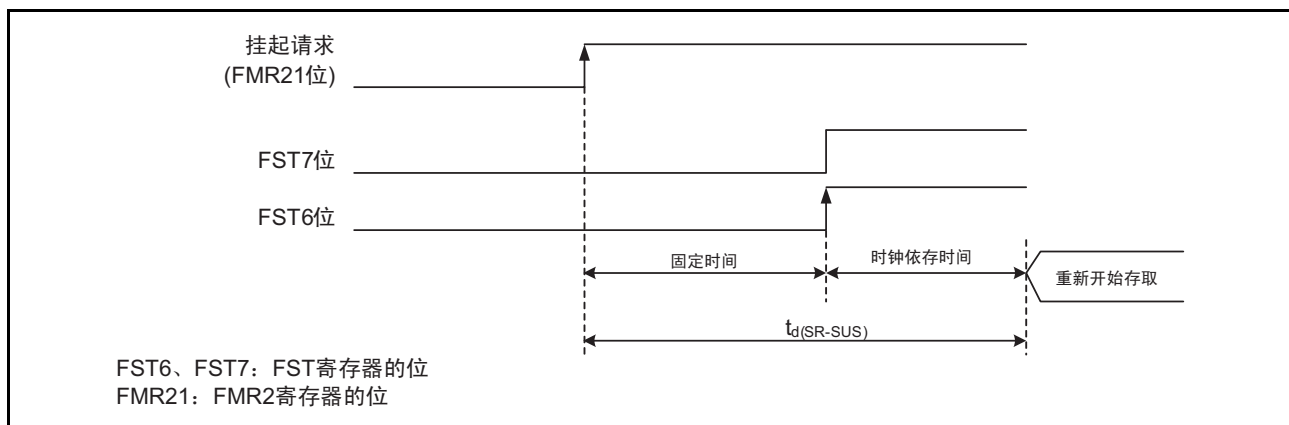 挂起请求
(FMR21位)
FST7位
FST6位
固定时间
时钟依存时间
重新开始存取
td(SR-SUS)
FST6、FST7：FST寄存器的位
FMR21：FMR2寄存器的位